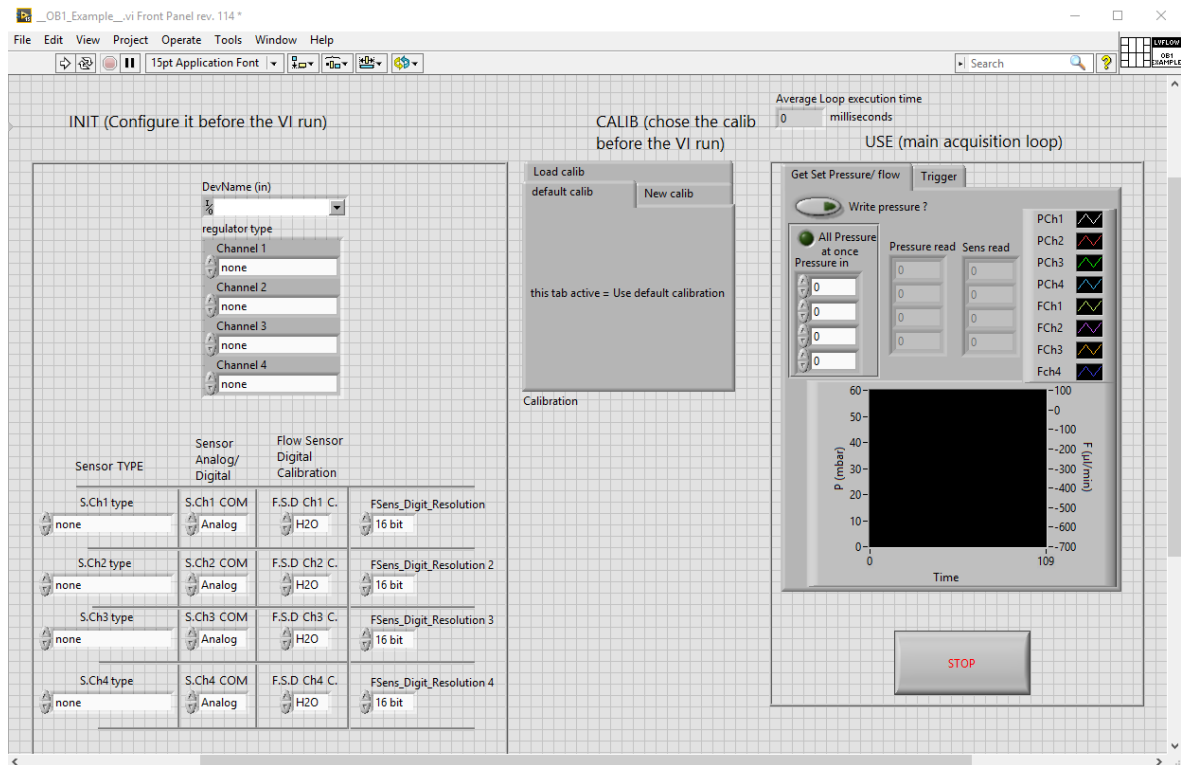 __OB1_Example__.vi Front Panel rev. 114 *
File Edit View Project Operate Tools Window Help
15pt Application Font
Search
LVFLOW
OB1
EXAMPLE
INIT (Configure it before the VI run)
DevName (in)
regulator type
Channel 1
none
Channel 2
none
Channel 3
none
Channel 4
none
Sensor TYPE
Sensor
Analog/
Digital
Flow Sensor
Digital
Calibration
S.Ch1 type S.Ch1 COM F.S.D Ch1 C. FSens_Digit_Resolution
none Analog H2O 16 bit
S.Ch2 type S.Ch2 COM F.S.D Ch2 C. FSens_Digit_Resolution 2
none Analog H2O 16 bit
S.Ch3 type S.Ch3 COM F.S.D Ch3 C. FSens_Digit_Resolution 3
none Analog H2O 16 bit
S.Ch4 type S.Ch4 COM F.S.D Ch4 C. FSens_Digit_Resolution 4
none Analog H2O 16 bit
CALIB (chose the calib
before the VI run)
Load calib
default calib New calib
this tab active = Use default calibration
Calibration
Average Loop execution time
0 milliseconds
USE (main acquisition loop)
Get Set Pressure/ flow Trigger
Write pressure ?
All Pressure
at once
Pressure in
0
0
0
0
Pressure read
0
0
0
0
Sens read
0
0
0
0
PCh1
PCh2
PCh3
PCh4
FCh1
FCh2
FCh3
Fch4
P (mbar)
60
50
40
30
20
10
0
0 109
Time
100
0
-100
-200
-300
-400
-500
-600
-700
F (µl/min)
STOP